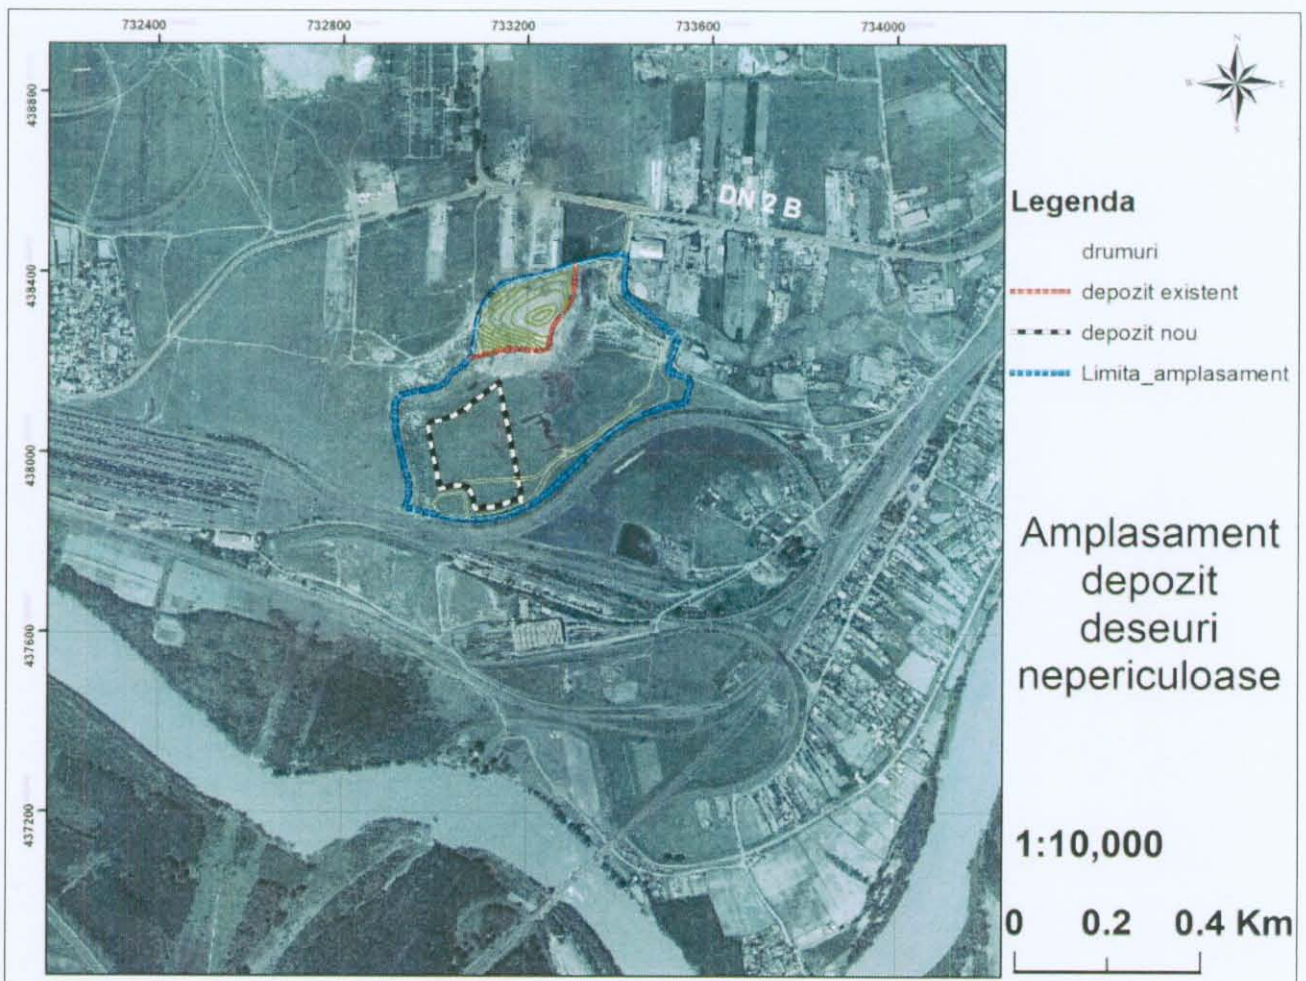 732400 732800 733200 733600 734000
438800
438400
438000
437600
437200
DN 2 B
N
W E
S
Legenda
drumuri
depozit existent
depozit nou
Limita_amplasament
Amplasament
depozit
deseuri
nepericuloase
1:10,000
0 0.2 0.4 Km